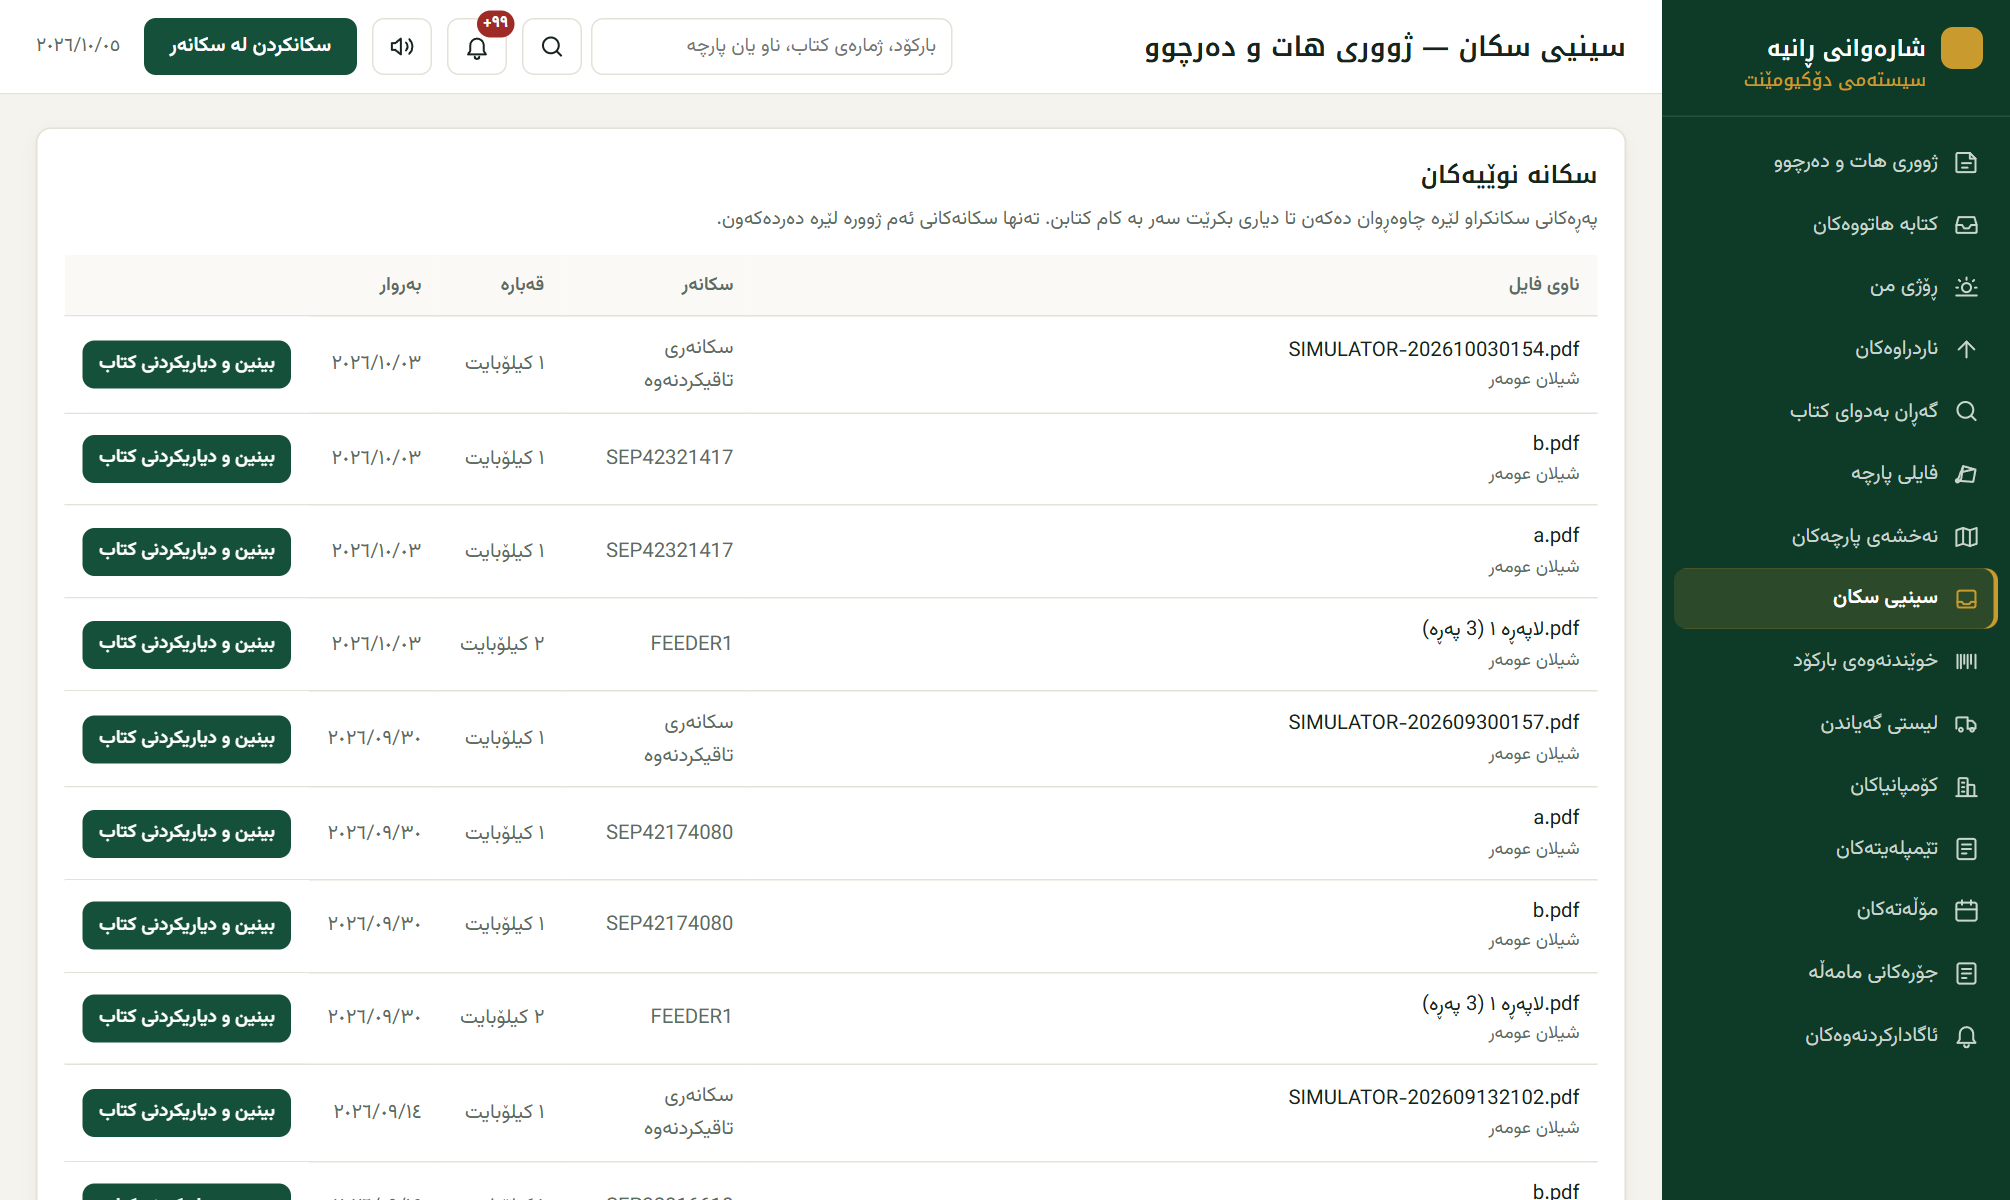 شارەوانی ڕانیە
سیستەمی دۆکیومێنت
ژووری هات و دەرچوو
کتابە هاتووەکان
ڕۆژی من
ناردراوەکان
گەڕان بەدوای کتاب
فایلی پارچە
نەخشەی پارچەکان
سینیی سکان
خوێندنەوەی بارکۆد
لیستی گەیاندن
کۆمپانیاکان
تێمپلەیتەکان
مۆڵەتەکان
جۆرەکانی مامەڵە
ئاگادارکردنەوەکان
سینیی سکان — ژووری هات و دەرچوو
بارکۆد، ژمارەی کتاب، ناو یان پارچە
+٩٩
سکانکردن لە سکانەر
٢٠٢٦/١٠/٠٥
سکانە نوێیەکان
پەڕەکانی سکانکراو لێرە چاوەڕوان دەکەن تا دیاری بکرێت سەر بە کام کتابن. تەنها سکانەکانی ئەم ژوورە لێرە دەردەکەون.
ناوی فایل سکانەر قەبارە بەروار
SIMULATOR-202610030154.pdf
شیلان عومەر
سکانەری
تاقیکردنەوە
١ کیلۆبایت ٢٠٢٦/١٠/٠٣ بینین و دیاریکردنی کتاب
b.pdf
شیلان عومەر
SEP42321417 ١ کیلۆبایت ٢٠٢٦/١٠/٠٣ بینین و دیاریکردنی کتاب
a.pdf
شیلان عومەر
SEP42321417 ١ کیلۆبایت ٢٠٢٦/١٠/٠٣ بینین و دیاریکردنی کتاب
لاپەڕە ١ (3 پەڕە).pdf
شیلان عومەر
FEEDER1 ٢ کیلۆبایت ٢٠٢٦/١٠/٠٣ بینین و دیاریکردنی کتاب
SIMULATOR-202609300157.pdf
شیلان عومەر
سکانەری
تاقیکردنەوە
١ کیلۆبایت ٢٠٢٦/٠٩/٣٠ بینین و دیاریکردنی کتاب
a.pdf
شیلان عومەر
SEP42174080 ١ کیلۆبایت ٢٠٢٦/٠٩/٣٠ بینین و دیاریکردنی کتاب
b.pdf
شیلان عومەر
SEP42174080 ١ کیلۆبایت ٢٠٢٦/٠٩/٣٠ بینین و دیاریکردنی کتاب
لاپەڕە ١ (3 پەڕە).pdf
شیلان عومەر
FEEDER1 ٢ کیلۆبایت ٢٠٢٦/٠٩/٣٠ بینین و دیاریکردنی کتاب
SIMULATOR-202609132102.pdf
شیلان عومەر
سکانەری
تاقیکردنەوە
١ کیلۆبایت ٢٠٢٦/٠٩/١٤ بینین و دیاریکردنی کتاب
b.pdf